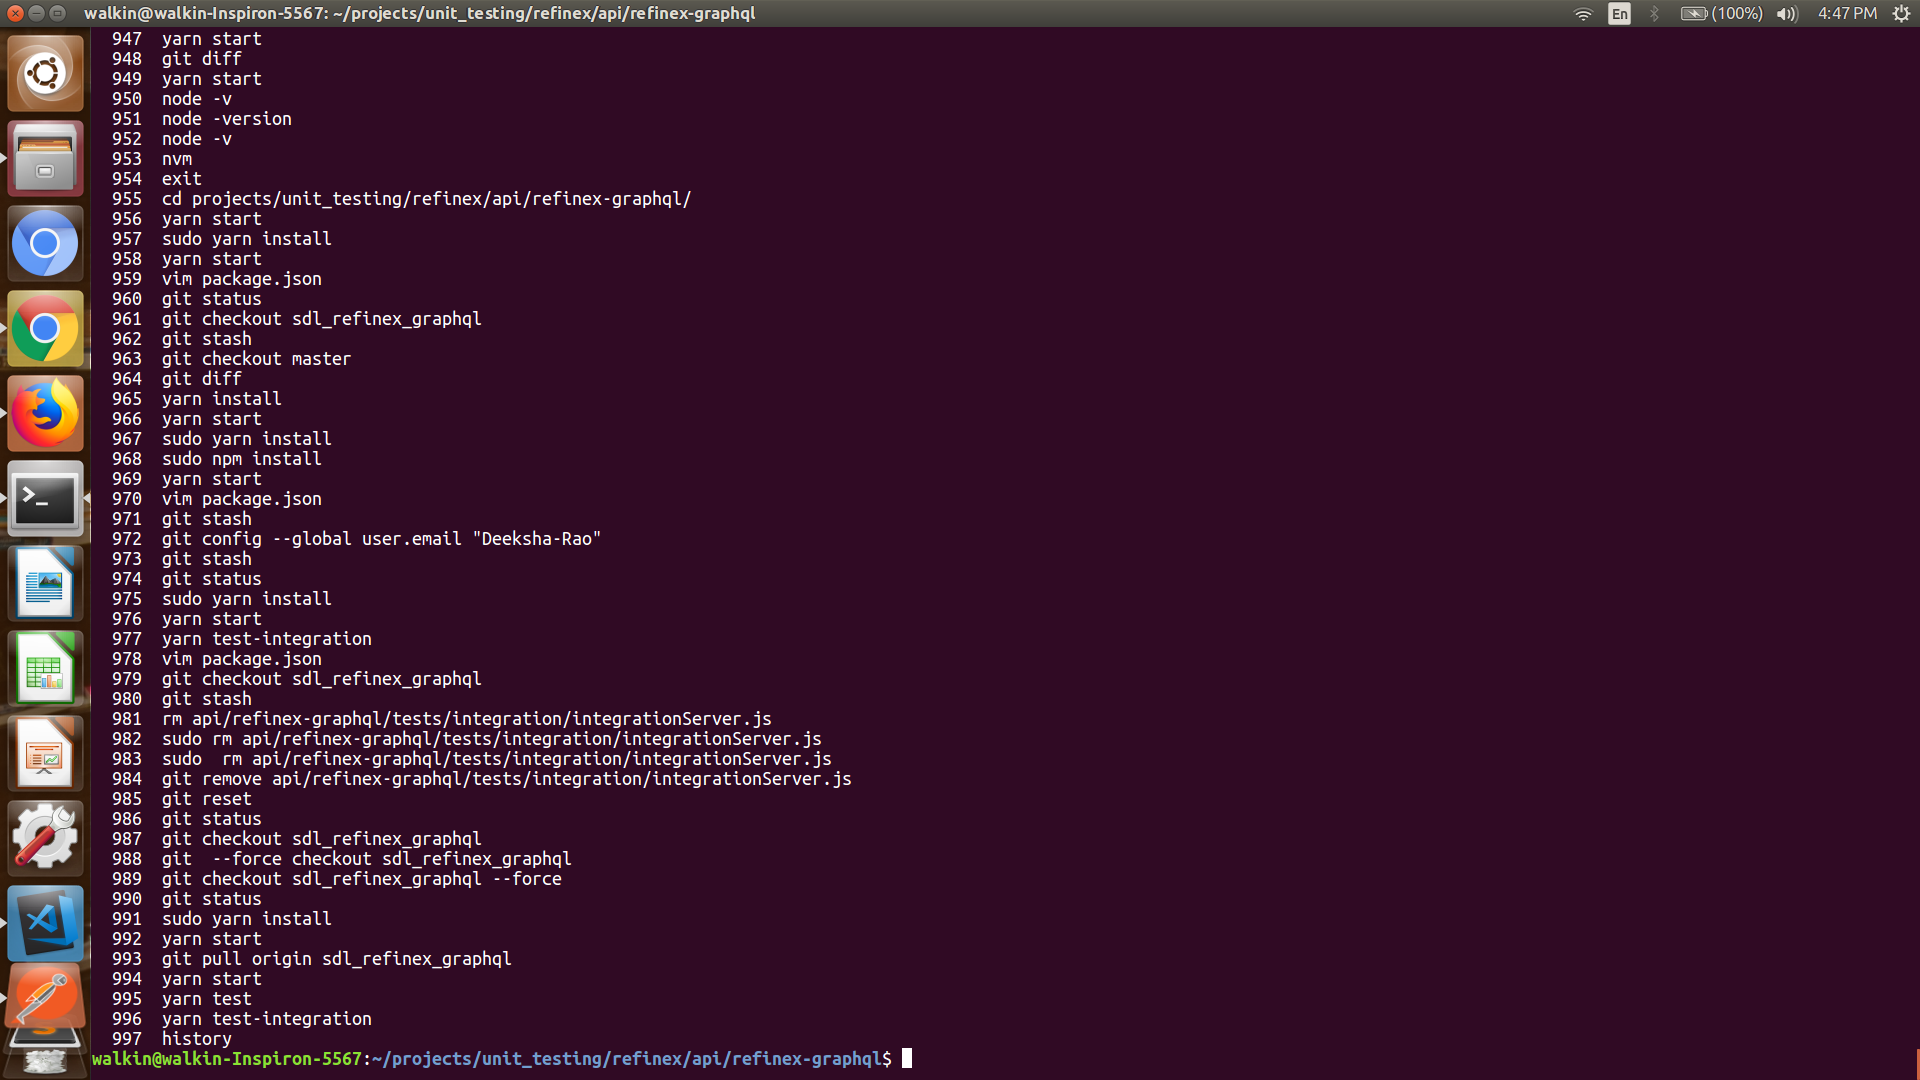 walkin@walkin-Inspiron-5567: ~/projects/unit_testing/refinex/api/refinex-graphql
En (100%) 4:47 PM
947 yarn start
948 git diff
949 yarn start
950 node -v
951 node -version
952 node -v
953 nvm
954 exit
955 cd projects/unit_testing/refinex/api/refinex-graphql/
956 yarn start
957 sudo yarn install
958 yarn start
959 vim package.json
960 git status
961 git checkout sdl_refinex_graphql
962 git stash
963 git checkout master
964 git diff
965 yarn install
966 yarn start
967 sudo yarn install
968 sudo npm install
969 yarn start
970 vim package.json
971 git stash
972 git config --global user.email "Deeksha-Rao"
973 git stash
974 git status
975 sudo yarn install
976 yarn start
977 yarn test-integration
978 vim package.json
979 git checkout sdl_refinex_graphql
980 git stash
981 rm api/refinex-graphql/tests/integration/integrationServer.js
982 sudo rm api/refinex-graphql/tests/integration/integrationServer.js
983 sudo  rm api/refinex-graphql/tests/integration/integrationServer.js
984 git remove api/refinex-graphql/tests/integration/integrationServer.js
985 git reset
986 git status
987 git checkout sdl_refinex_graphql
988 git  --force checkout sdl_refinex_graphql
989 git checkout sdl_refinex_graphql --force
990 git status
991 sudo yarn install
992 yarn start
993 git pull origin sdl_refinex_graphql
994 yarn start
995 yarn test
996 yarn test-integration
997 history
walkin@walkin-Inspiron-5567:~/projects/unit_testing/refinex/api/refinex-graphql$